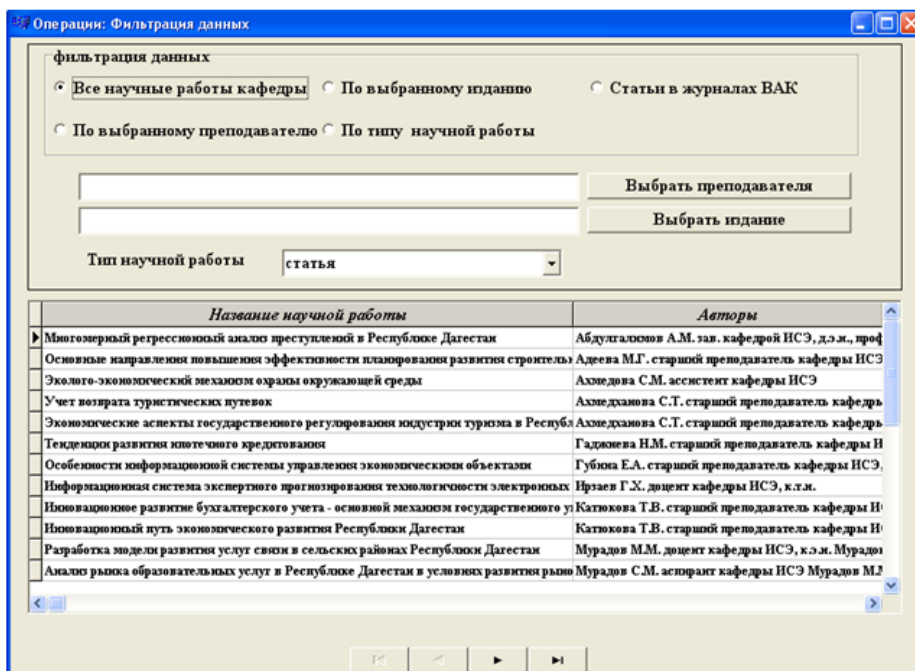 Операции: Фильтрация данных
фильтрация данных
Все научные работы кафедры По выбранному изданию Статьи в журналах ВАК
По выбранному преподавателю По типу научной работы
Выбрать преподавателя
Выбрать издание
Тип научной работы статья
Название научной работы Авторы
Многомерный регрессионный анализ преступлений в Республике Дагестан Абдулгалимов А.М. зав. кафедрой ИСЭ, д.э.н., проф
Основные направления повышения эффективности планирования развития строитель Адеева М.Г. старший преподаватель кафедры ИСЭ
Эколого-экономический механизм охраны окружающей среды Ахмедова С.М. ассистент кафедры ИСЭ
Учет возврата туристических путевок Ахмедханова С.Т. старший преподаватель кафедры
Экономические аспекты государственного регулирования индустрии туризма в Республ Ахмедханова С.Т. старший преподаватель кафедры
Тенденции развития ипотечного кредитования Гаджиева Н.М. старший преподаватель кафедры И
Особенности информационной системы управления экономическими объектами Губина Е.А. старший преподаватель кафедры ИСЭ,
Информационная система экспертного прогнозирования технологичности электронных Ирзаев Г.Х. доцент кафедры ИСЭ, к.т.н.
Инновационное развитие бухгалтерского учета - основной механизм государственного у Катюкова Т.В. старший преподаватель кафедры И
Инновационный путь экономического развития Республики Дагестан Катюкова Т.В. старший преподаватель кафедры И
Разработка модели развития услуг связи в сельских районах Республики Дагестан Мурадов М.М. доцент кафедры ИСЭ, к.э.н. Мурадо
Анализ рынка образовательных услуг в Республике Дагестан в условиях развития рыно Мурадов С.М. аспирант кафедры ИСЭ Мурадов М.М